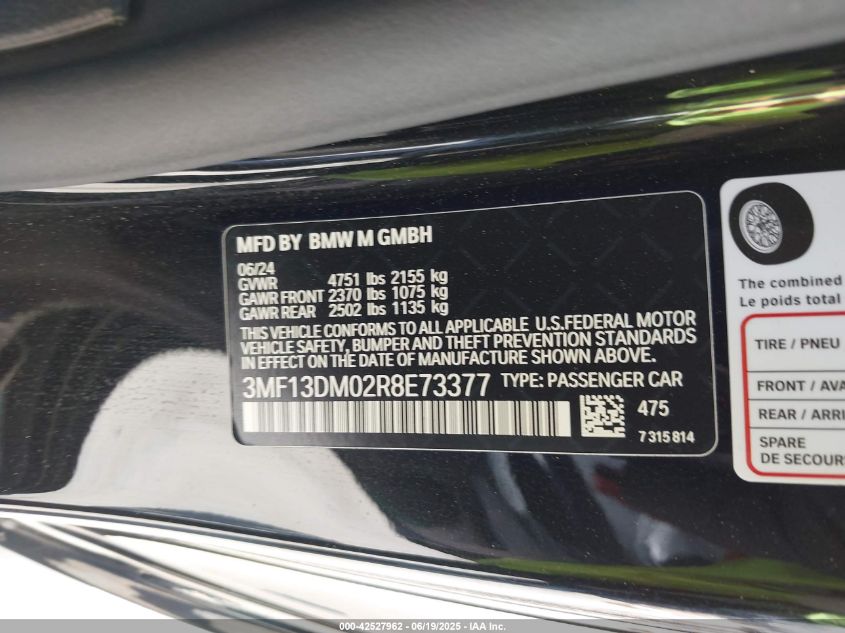 MFD BY BMW M GMBH
06/24
GVWR 4751 lbs 2155 kg
GAWR FRONT 2370 lbs 1075 kg
GAWR REAR 2502 lbs 1135 kg
THIS VEHICLE CONFORMS TO ALL APPLICABLE U.S.FEDERAL MOTOR
VEHICLE SAFETY, BUMPER AND THEFT PREVENTION STANDARDS
IN EFFECT ON THE DATE OF MANUFACTURE SHOWN ABOVE.
3MF13DM02R8E73377 TYPE: PASSENGER CAR
475
7 315 814
The combined
Le poids total
TIRE / PNEU
FRONT / AVA
REAR / ARRI
SPARE
DE SECOUR
000-42527962 - 06/19/2025 - IAA Inc.